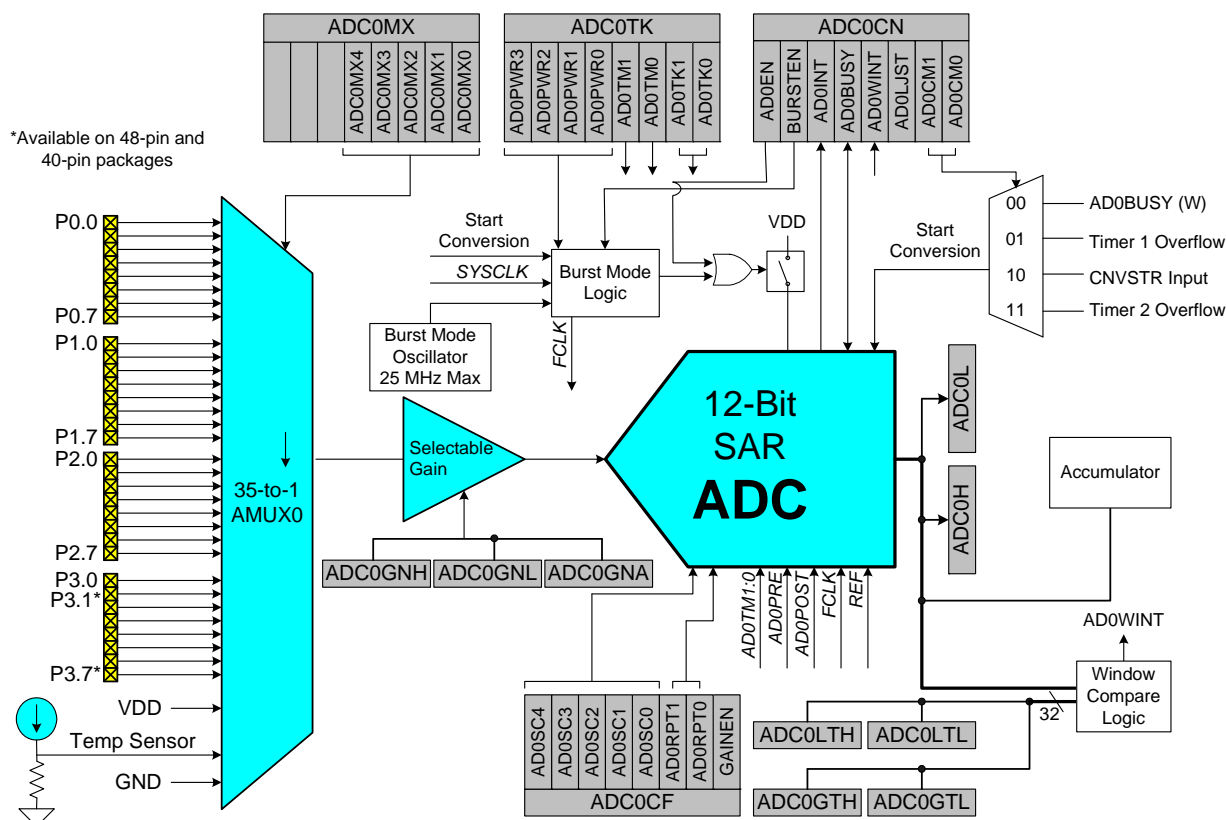 ADC0MX
ADC0MX4
ADC0MX3
ADC0MX2
ADC0MX1
ADC0MX0
ADC0TK
AD0PWR3
AD0PWR2
AD0PWR1
AD0PWR0
AD0TM1
AD0TM0
AD0TK1
AD0TK0
ADC0CN
AD0EN
BURSTEN
AD0INT
AD0BUSY
AD0WINT
AD0LJST
AD0CM1
AD0CM0
*Available on 48-pin and
40-pin packages
P0.0
P0.7
P1.0
P1.7
P2.0
P2.7
P3.0
P3.1*
P3.7*
VDD
Temp Sensor
GND
35-to-1
AMUX0
Start
Conversion
SYSCLK
Burst Mode
Logic
Burst Mode
Oscillator
25 MHz Max
FCLK
VDD
Start
Conversion
00
01
10
11
AD0BUSY (W)
Timer 1 Overflow
CNVSTR Input
Timer 2 Overflow
Selectable
Gain
ADC0GNH
ADC0GNL
ADC0GNA
12-Bit
SAR
ADC
ADC0L
ADC0H
Accumulator
AD0TM1:0
AD0PRE
AD0POST
FCLK
REF
AD0WINT
Window
Compare
Logic
32
ADC0LTH
ADC0LTL
ADC0GTH
ADC0GTL
AD0SC4
AD0SC3
AD0SC2
AD0SC1
AD0SC0
AD0RPT1
AD0RPT0
GAINEN
ADC0CF